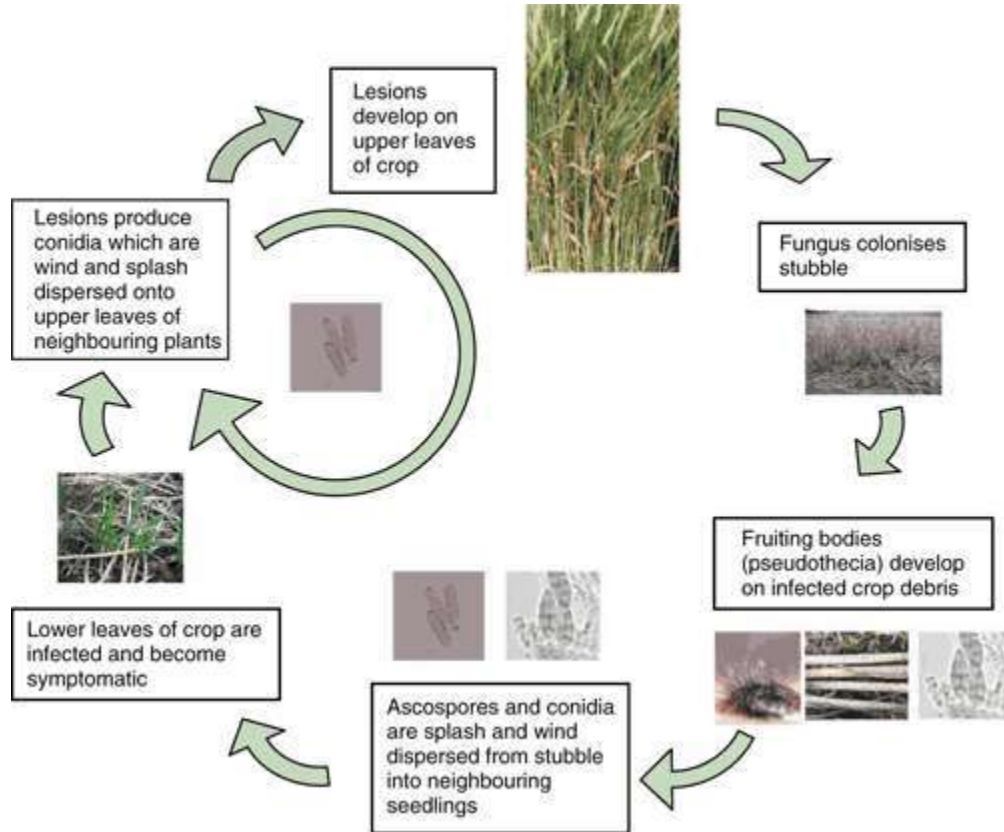 Lesions
develop on
upper leaves
of crop
Lesions produce
conidia which are
wind and splash
dispersed onto
upper leaves of
neighbouring plants
Fungus colonises
stubble
Fruiting bodies
(pseudothecia) develop
on infected crop debris
Lower leaves of crop are
infected and become
symptomatic
Ascospores and conidia
are splash and wind
dispersed from stubble
into neighbouring
seedlings